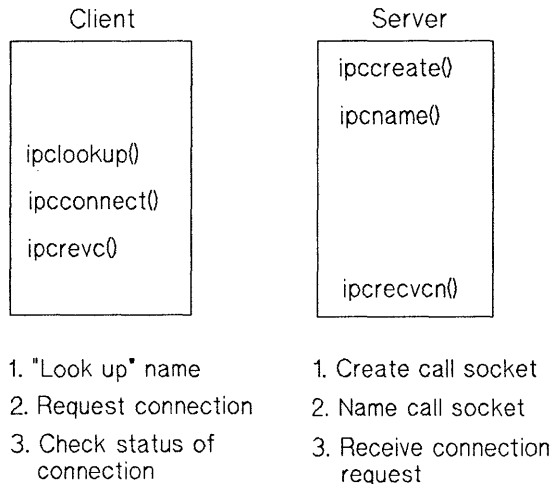 Client
ipclookup()
ipcconnect()
ipcrevc()
1. "Look up" name
2. Request connection
3. Check status of
connection
Server
ipccreate()
ipcname()
ipcrecvcn()
1. Create call socket
2. Name call socket
3. Receive connection
request